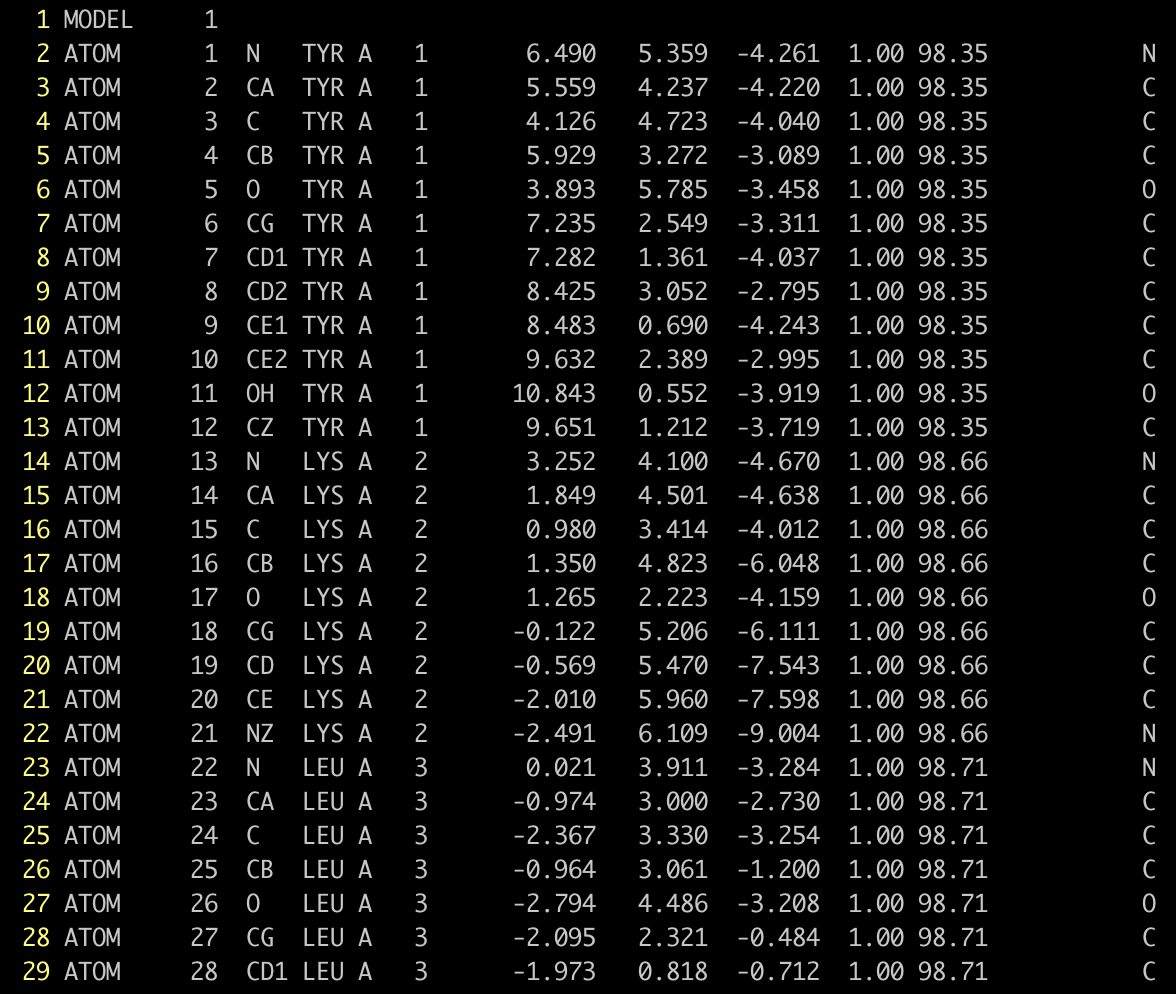 1 MODEL     1
2 ATOM      1  N   TYR A   1       6.490   5.359  -4.261  1.00 98.35           N
3 ATOM      2  CA  TYR A   1       5.559   4.237  -4.220  1.00 98.35           C
4 ATOM      3  C   TYR A   1       4.126   4.723  -4.040  1.00 98.35           C
5 ATOM      4  CB  TYR A   1       5.929   3.272  -3.089  1.00 98.35           C
6 ATOM      5  O   TYR A   1       3.893   5.785  -3.458  1.00 98.35           O
7 ATOM      6  CG  TYR A   1       7.235   2.549  -3.311  1.00 98.35           C
8 ATOM      7  CD1 TYR A   1       7.282   1.361  -4.037  1.00 98.35           C
9 ATOM      8  CD2 TYR A   1       8.425   3.052  -2.795  1.00 98.35           C
10 ATOM      9  CE1 TYR A   1       8.483   0.690  -4.243  1.00 98.35           C
11 ATOM     10  CE2 TYR A   1       9.632   2.389  -2.995  1.00 98.35           C
12 ATOM     11  OH  TYR A   1      10.843   0.552  -3.919  1.00 98.35           O
13 ATOM     12  CZ  TYR A   1       9.651   1.212  -3.719  1.00 98.35           C
14 ATOM     13  N   LYS A   2       3.252   4.100  -4.670  1.00 98.66           N
15 ATOM     14  CA  LYS A   2       1.849   4.501  -4.638  1.00 98.66           C
16 ATOM     15  C   LYS A   2       0.980   3.414  -4.012  1.00 98.66           C
17 ATOM     16  CB  LYS A   2       1.350   4.823  -6.048  1.00 98.66           C
18 ATOM     17  O   LYS A   2       1.265   2.223  -4.159  1.00 98.66           O
19 ATOM     18  CG  LYS A   2      -0.122   5.206  -6.111  1.00 98.66           C
20 ATOM     19  CD  LYS A   2      -0.569   5.470  -7.543  1.00 98.66           C
21 ATOM     20  CE  LYS A   2      -2.010   5.960  -7.598  1.00 98.66           C
22 ATOM     21  NZ  LYS A   2      -2.491   6.109  -9.004  1.00 98.66           N
23 ATOM     22  N   LEU A   3       0.021   3.911  -3.284  1.00 98.71           N
24 ATOM     23  CA  LEU A   3      -0.974   3.000  -2.730  1.00 98.71           C
25 ATOM     24  C   LEU A   3      -2.367   3.330  -3.254  1.00 98.71           C
26 ATOM     25  CB  LEU A   3      -0.964   3.061  -1.200  1.00 98.71           C
27 ATOM     26  O   LEU A   3      -2.794   4.486  -3.208  1.00 98.71           O
28 ATOM     27  CG  LEU A   3      -2.095   2.321  -0.484  1.00 98.71           C
29 ATOM     28  CD1 LEU A   3      -1.973   0.818  -0.712  1.00 98.71           C